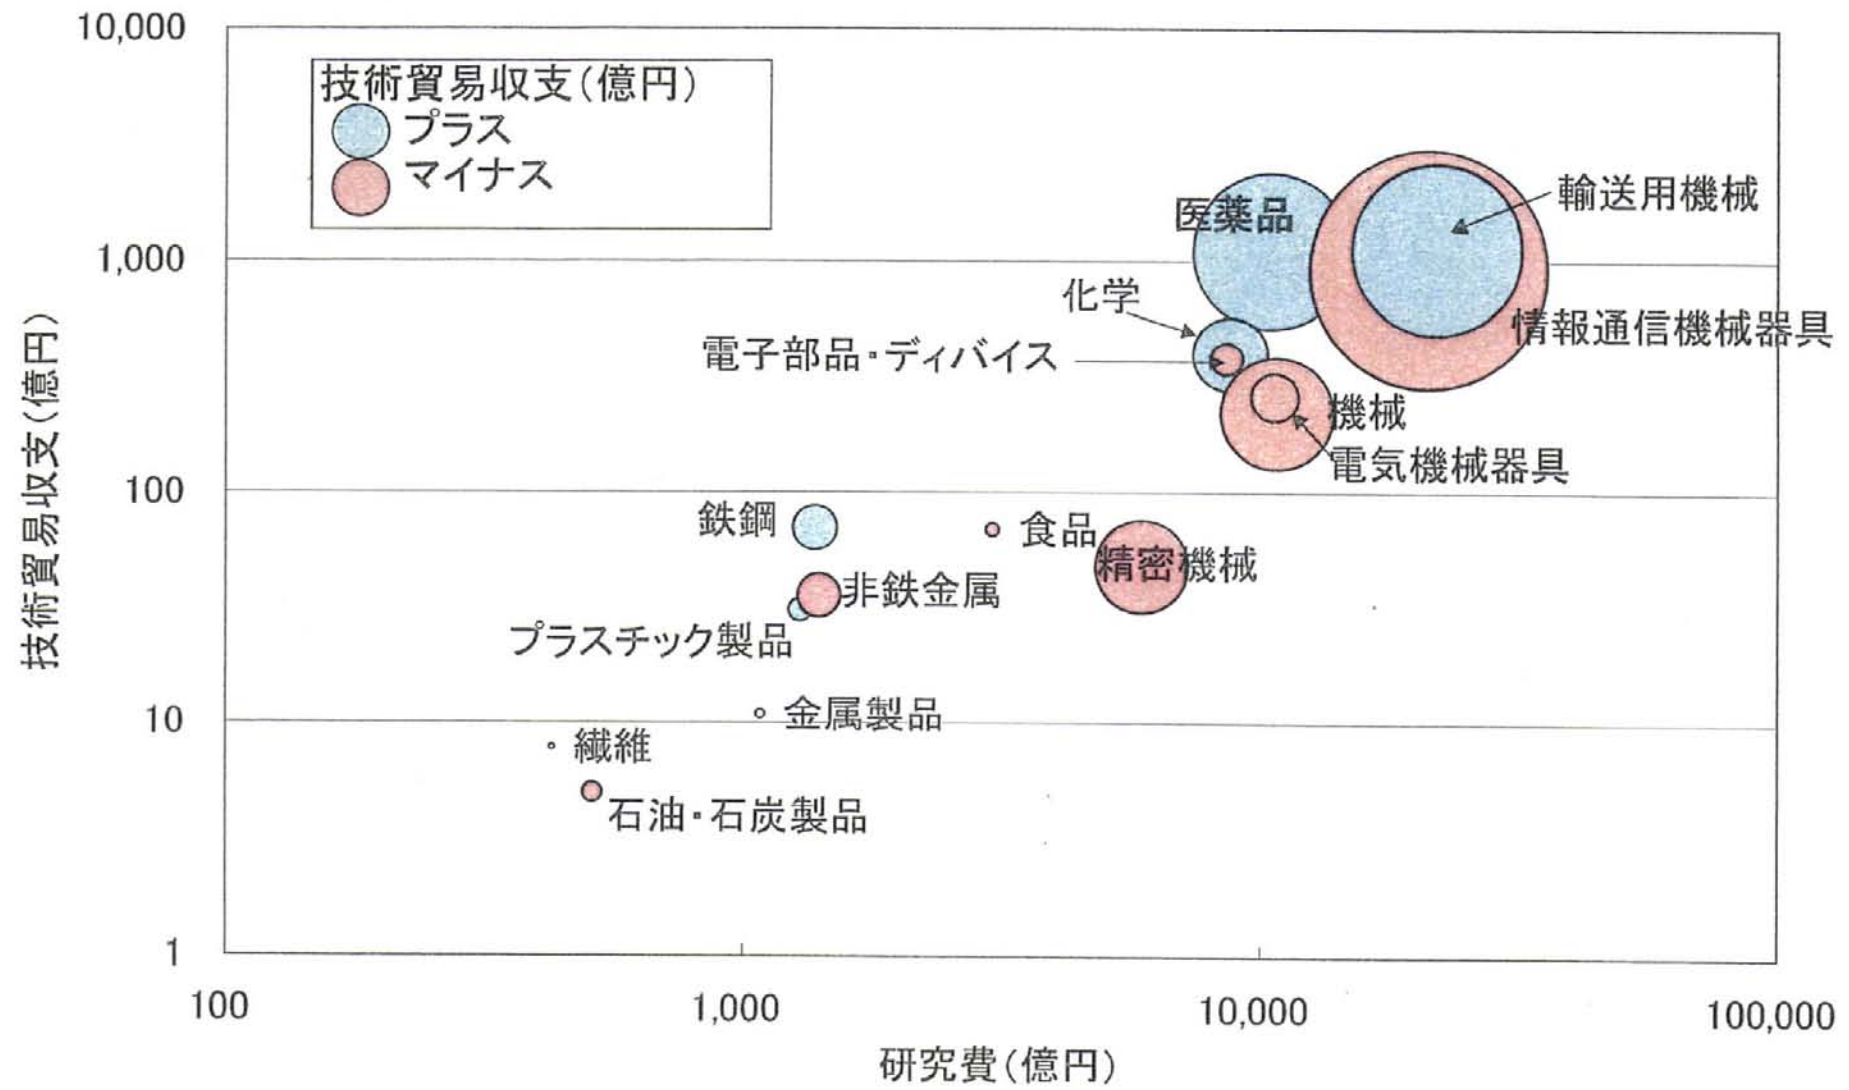 10,000
技術貿易収支(億円)
プラス
マイナス
医薬品
輸送用機械
1,000
化学
情報通信機械器具
電子部品・ディバイス
機械
電気機械器具
100
鉄鋼
食品
精密機械
非鉄金属
プラスチック製品
10
金属製品
繊維
石油・石炭製品
1
技術貿易収支(億円)
100
1,000
10,000
100,000
研究費(億円)